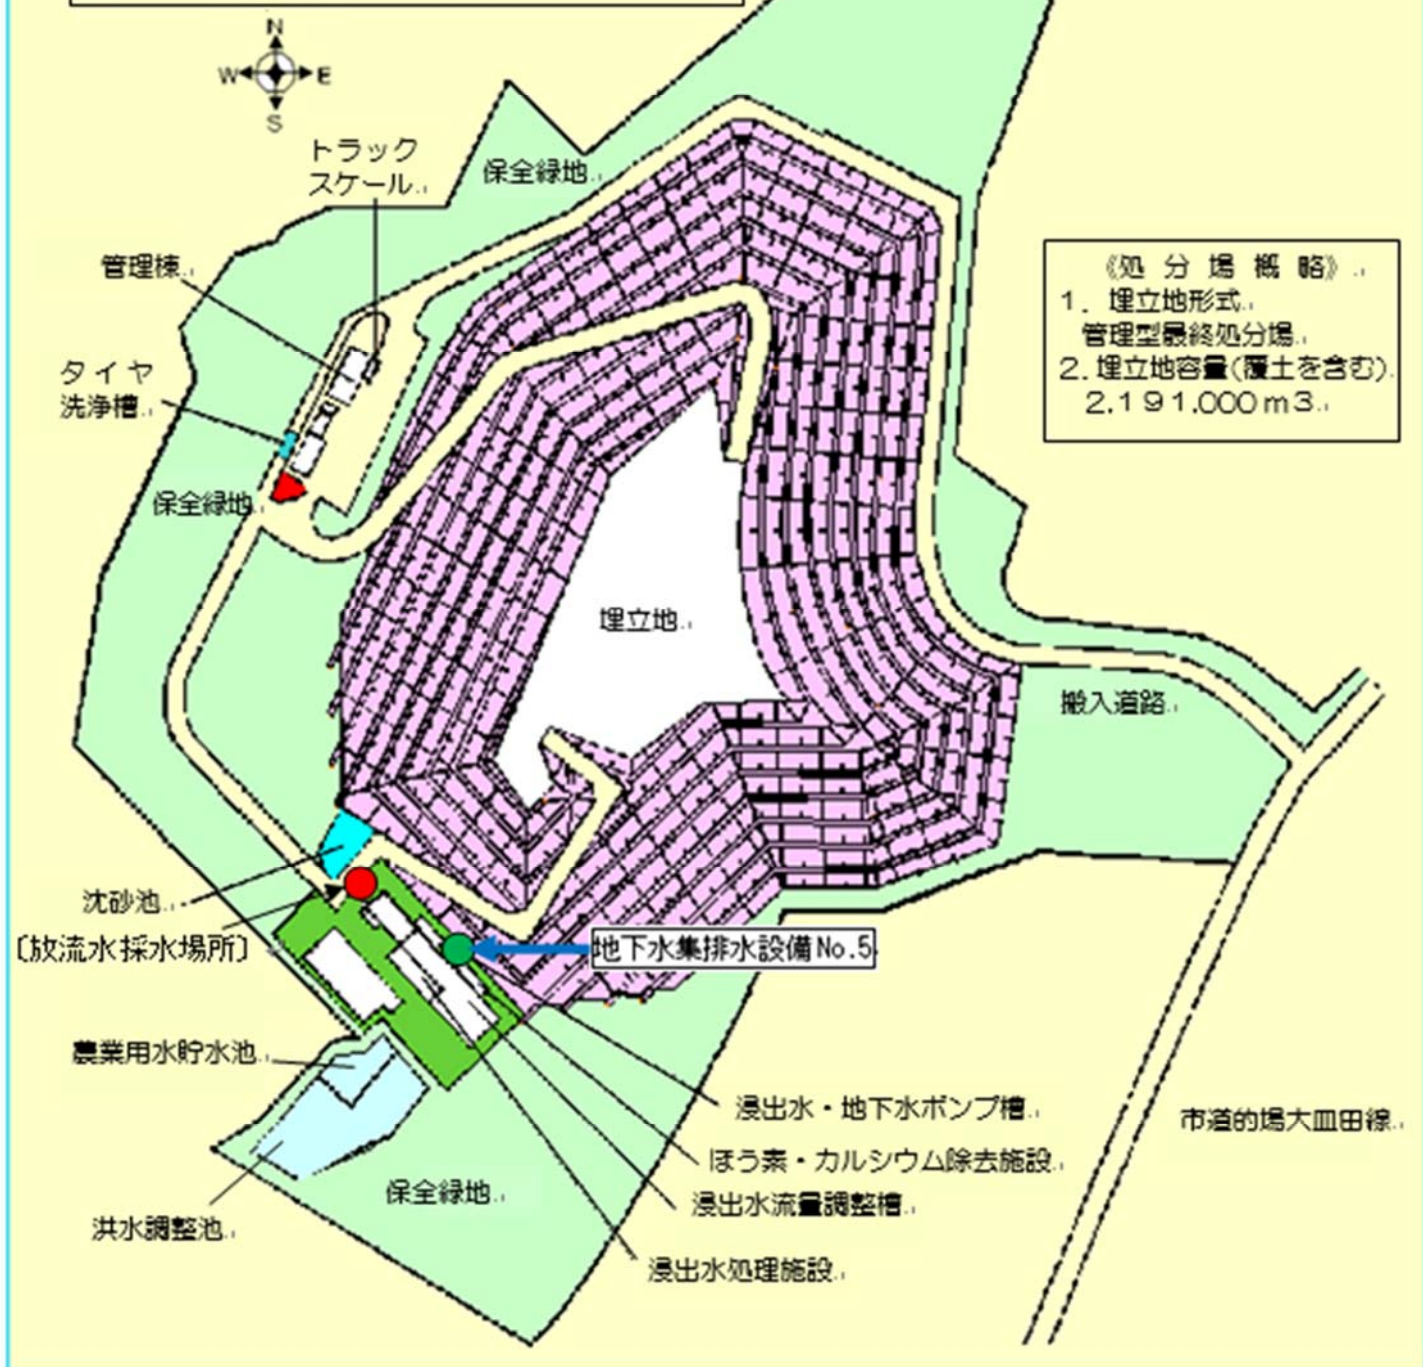 N
W E
S
トラック
スケール
保全緑地
管理棟
タイヤ
洗浄槽
保全緑地
《処分場概略》
1．埋立地形式
管理型最終処分場
2．埋立地容量(覆土を含む)
2.191.000m3
埋立地
搬入道路
沈砂池
〔放流水採水場所〕
地下水集排水設備No.5
農業用水貯水池
浸出水・地下水ポンプ槽
市道的場大皿田線
ほう素・カルシウム除去施設
保全緑地
浸出水流量調整槽
洪水調整池
浸出水処理施設